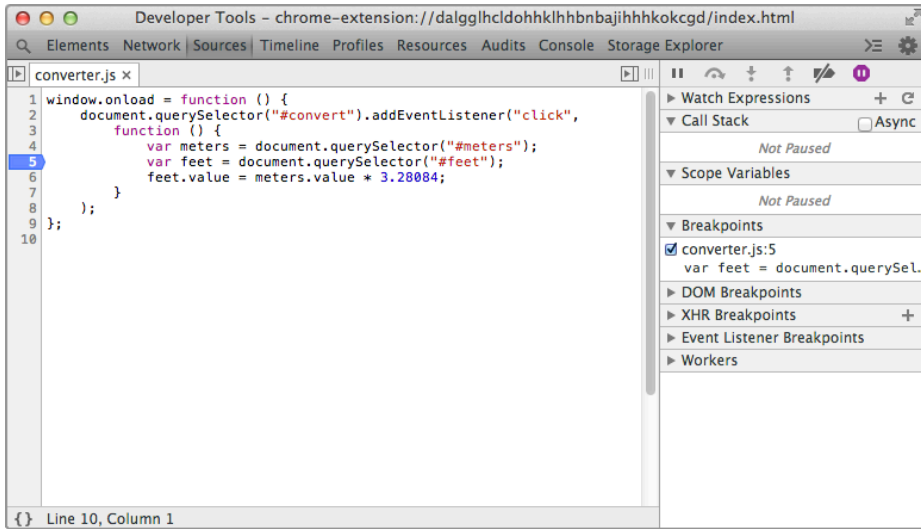 Developer Tools - chrome-extension://dalgglhcldohhklhhbnbajihhhkokcgd/index.html
Elements Network Sources Timeline Profiles Resources Audits Console Storage Explorer
converter.js ×
1 window.onload = function () {
2 document.querySelector("#convert").addEventListener("click",
3 function () {
4 var meters = document.querySelector("#meters");
5 var feet = document.querySelector("#feet");
6 feet.value = meters.value * 3.28084;
7 }
8 );
9 };
10
{} Line 10, Column 1
Watch Expressions
Call Stack Async
Not Paused
Scope Variables
Not Paused
Breakpoints
converter.js:5
var feet = document.querySel.
DOM Breakpoints
XHR Breakpoints
Event Listener Breakpoints
Workers